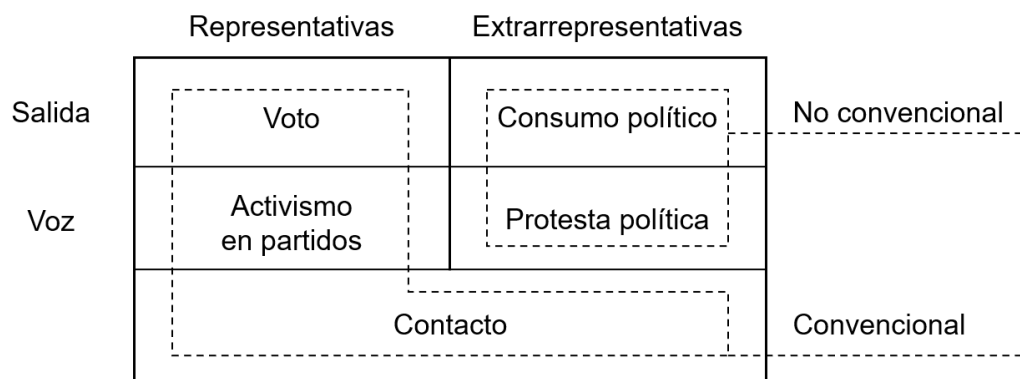 Representativas Extrarrepresentativas
Salida Voto Consumo político No convencional
Voz Activismo
en partidos Protesta política
Contacto Convencional